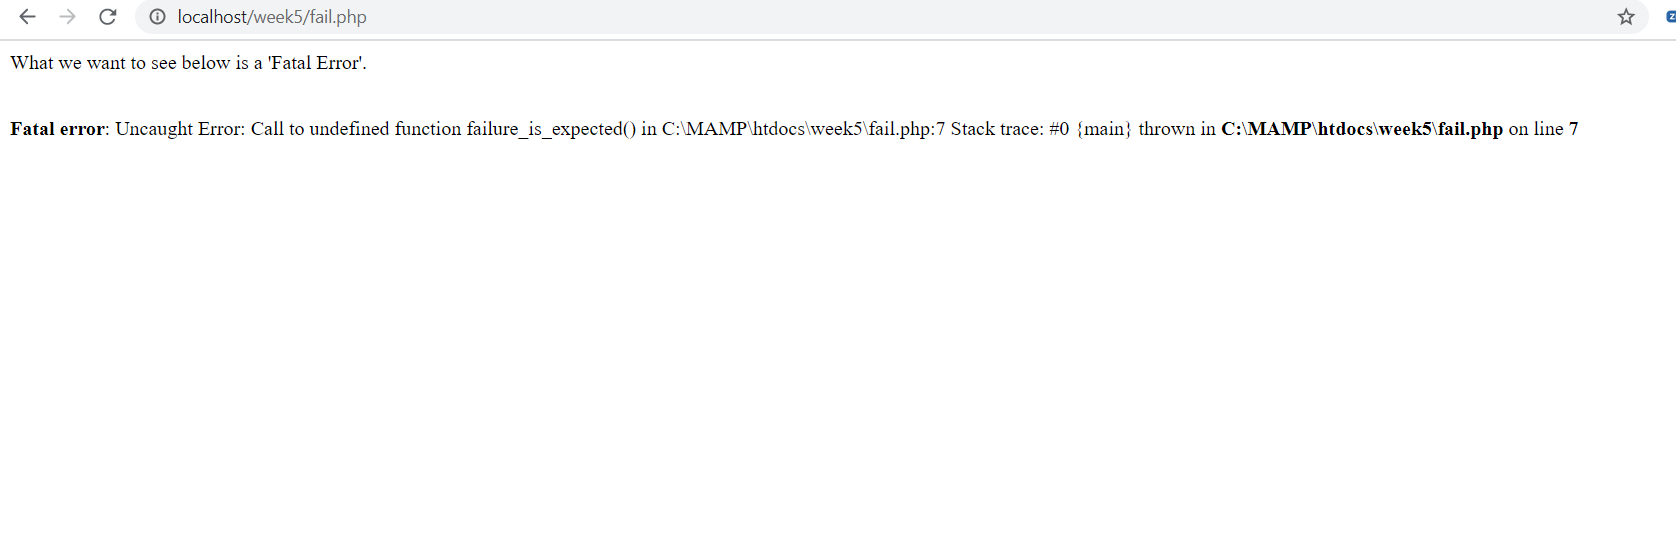 localhost/week5/fail.php
What we want to see below is a 'Fatal Error'.
Fatal error: Uncaught Error: Call to undefined function failure_is_expected() in C:\MAMP\htdocs\week5\fail.php:7 Stack trace: #0 {main} thrown in C:\MAMP\htdocs\week5\fail.php on line 7